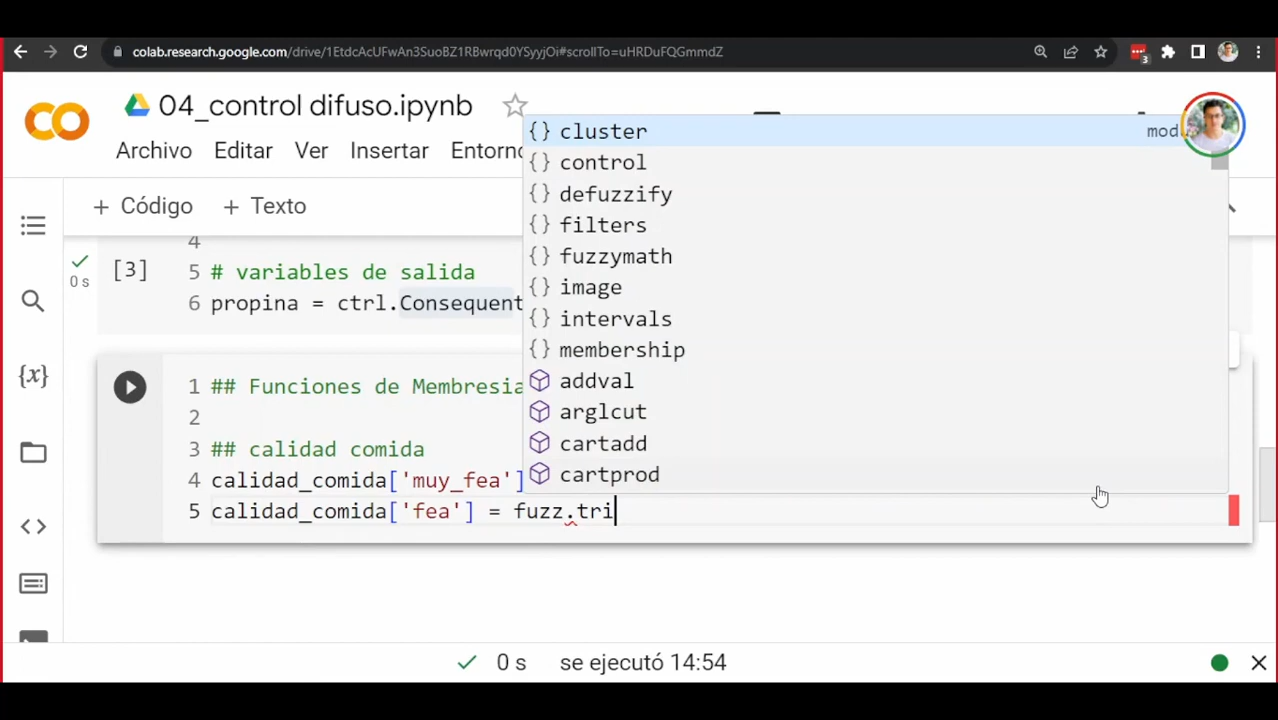 colab.research.google.com/drive/1EtdcAcUFwAn3SuoBZ1RBwrqd0YSyyjOi#scrollTo=uHRDuFQGmmdZ
3
CO
04_control difuso.ipynb
Archivo Editar Ver Insertar Entorno
+ Código + Texto
{} cluster
{} control
{} defuzzify
{} filters
{} fuzzymath
{} image
{} intervals
{} membership
addval
arglcut
cartadd
cartprod
4
[3] 5 # variables de salida
0 s
6 propina = ctrl.Consequent
1 ## Funciones de Membresia
2
3 ## calidad comida
4 calidad_comida['muy_fea']
5 calidad_comida['fea'] = fuzz.tri
{x}
<>
0 s se ejecutó 14:54